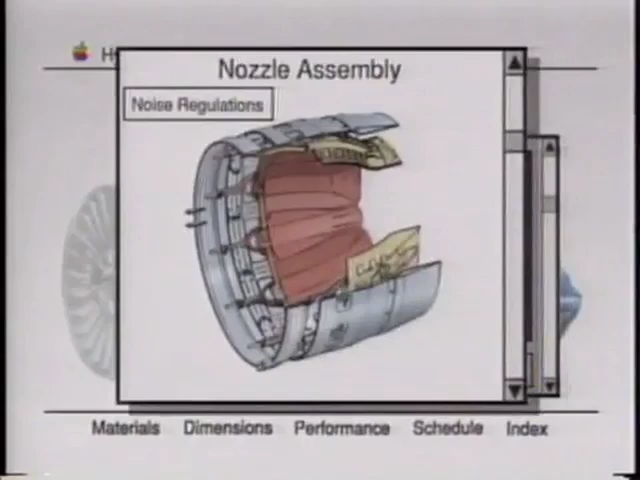 H
Nozzle Assembly
Noise Regulations
Materials Dimensions Performance Schedule Index